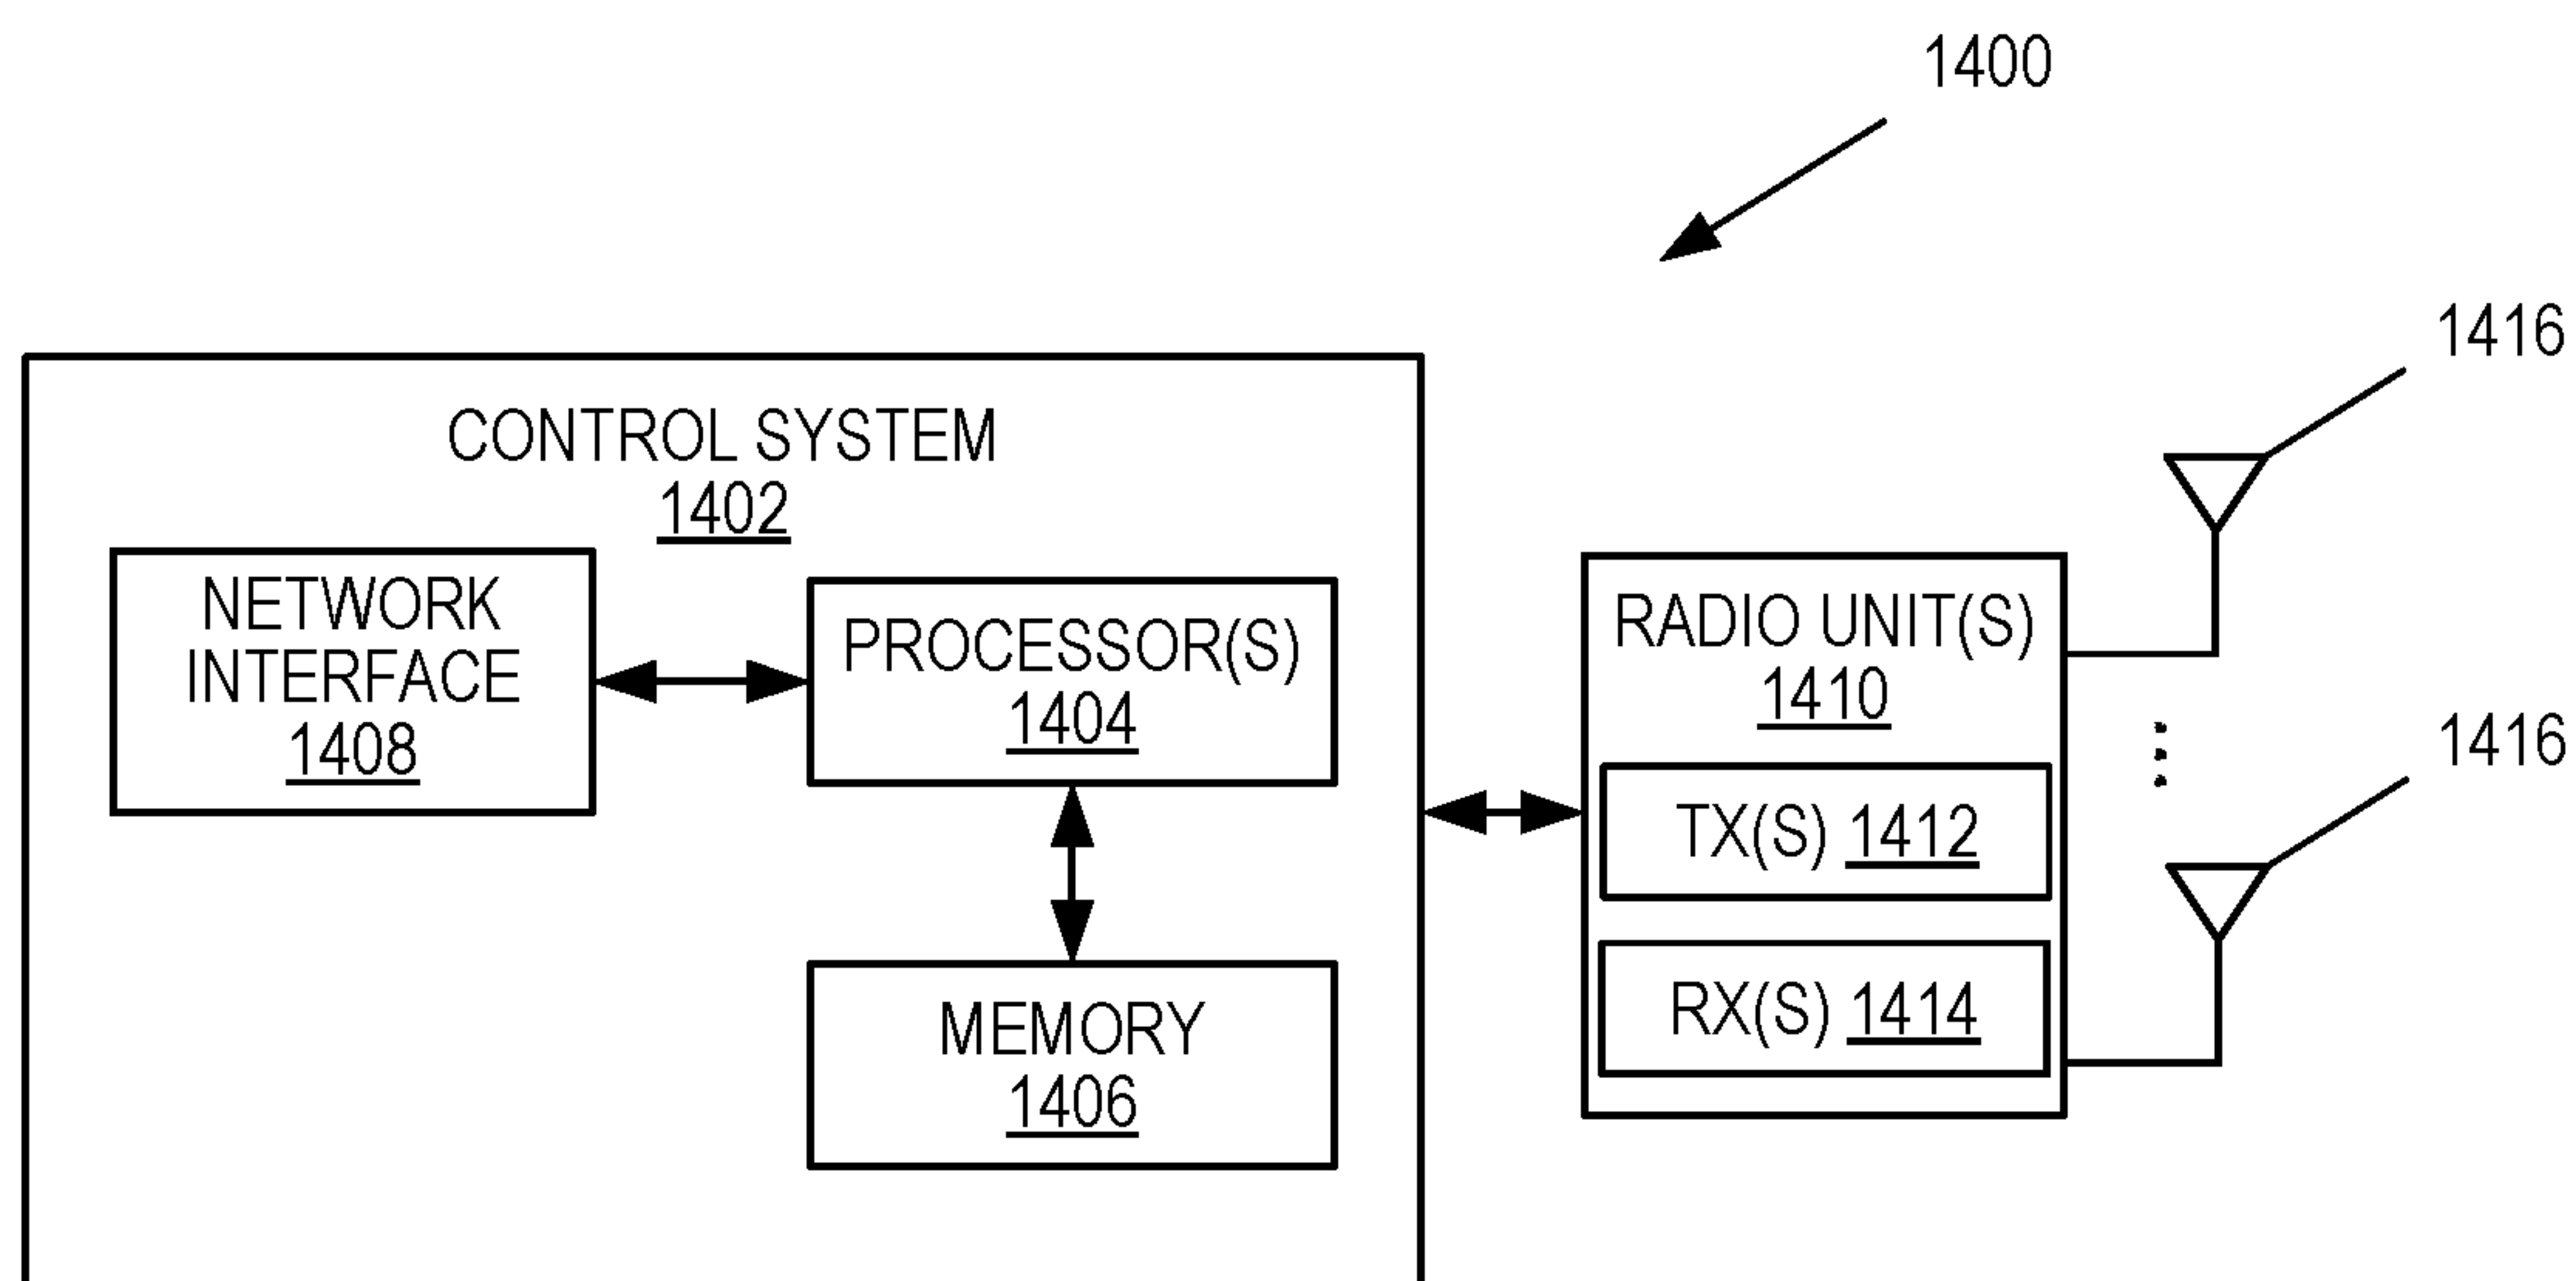 1400
1416
CONTROL SYSTEM
1402
NETWORK
INTERFACE
1408
PROCESSOR(S)
1404
MEMORY
1406
RADIO UNIT(S)
1410
TX(S) 1412
RX(S) 1414
1416